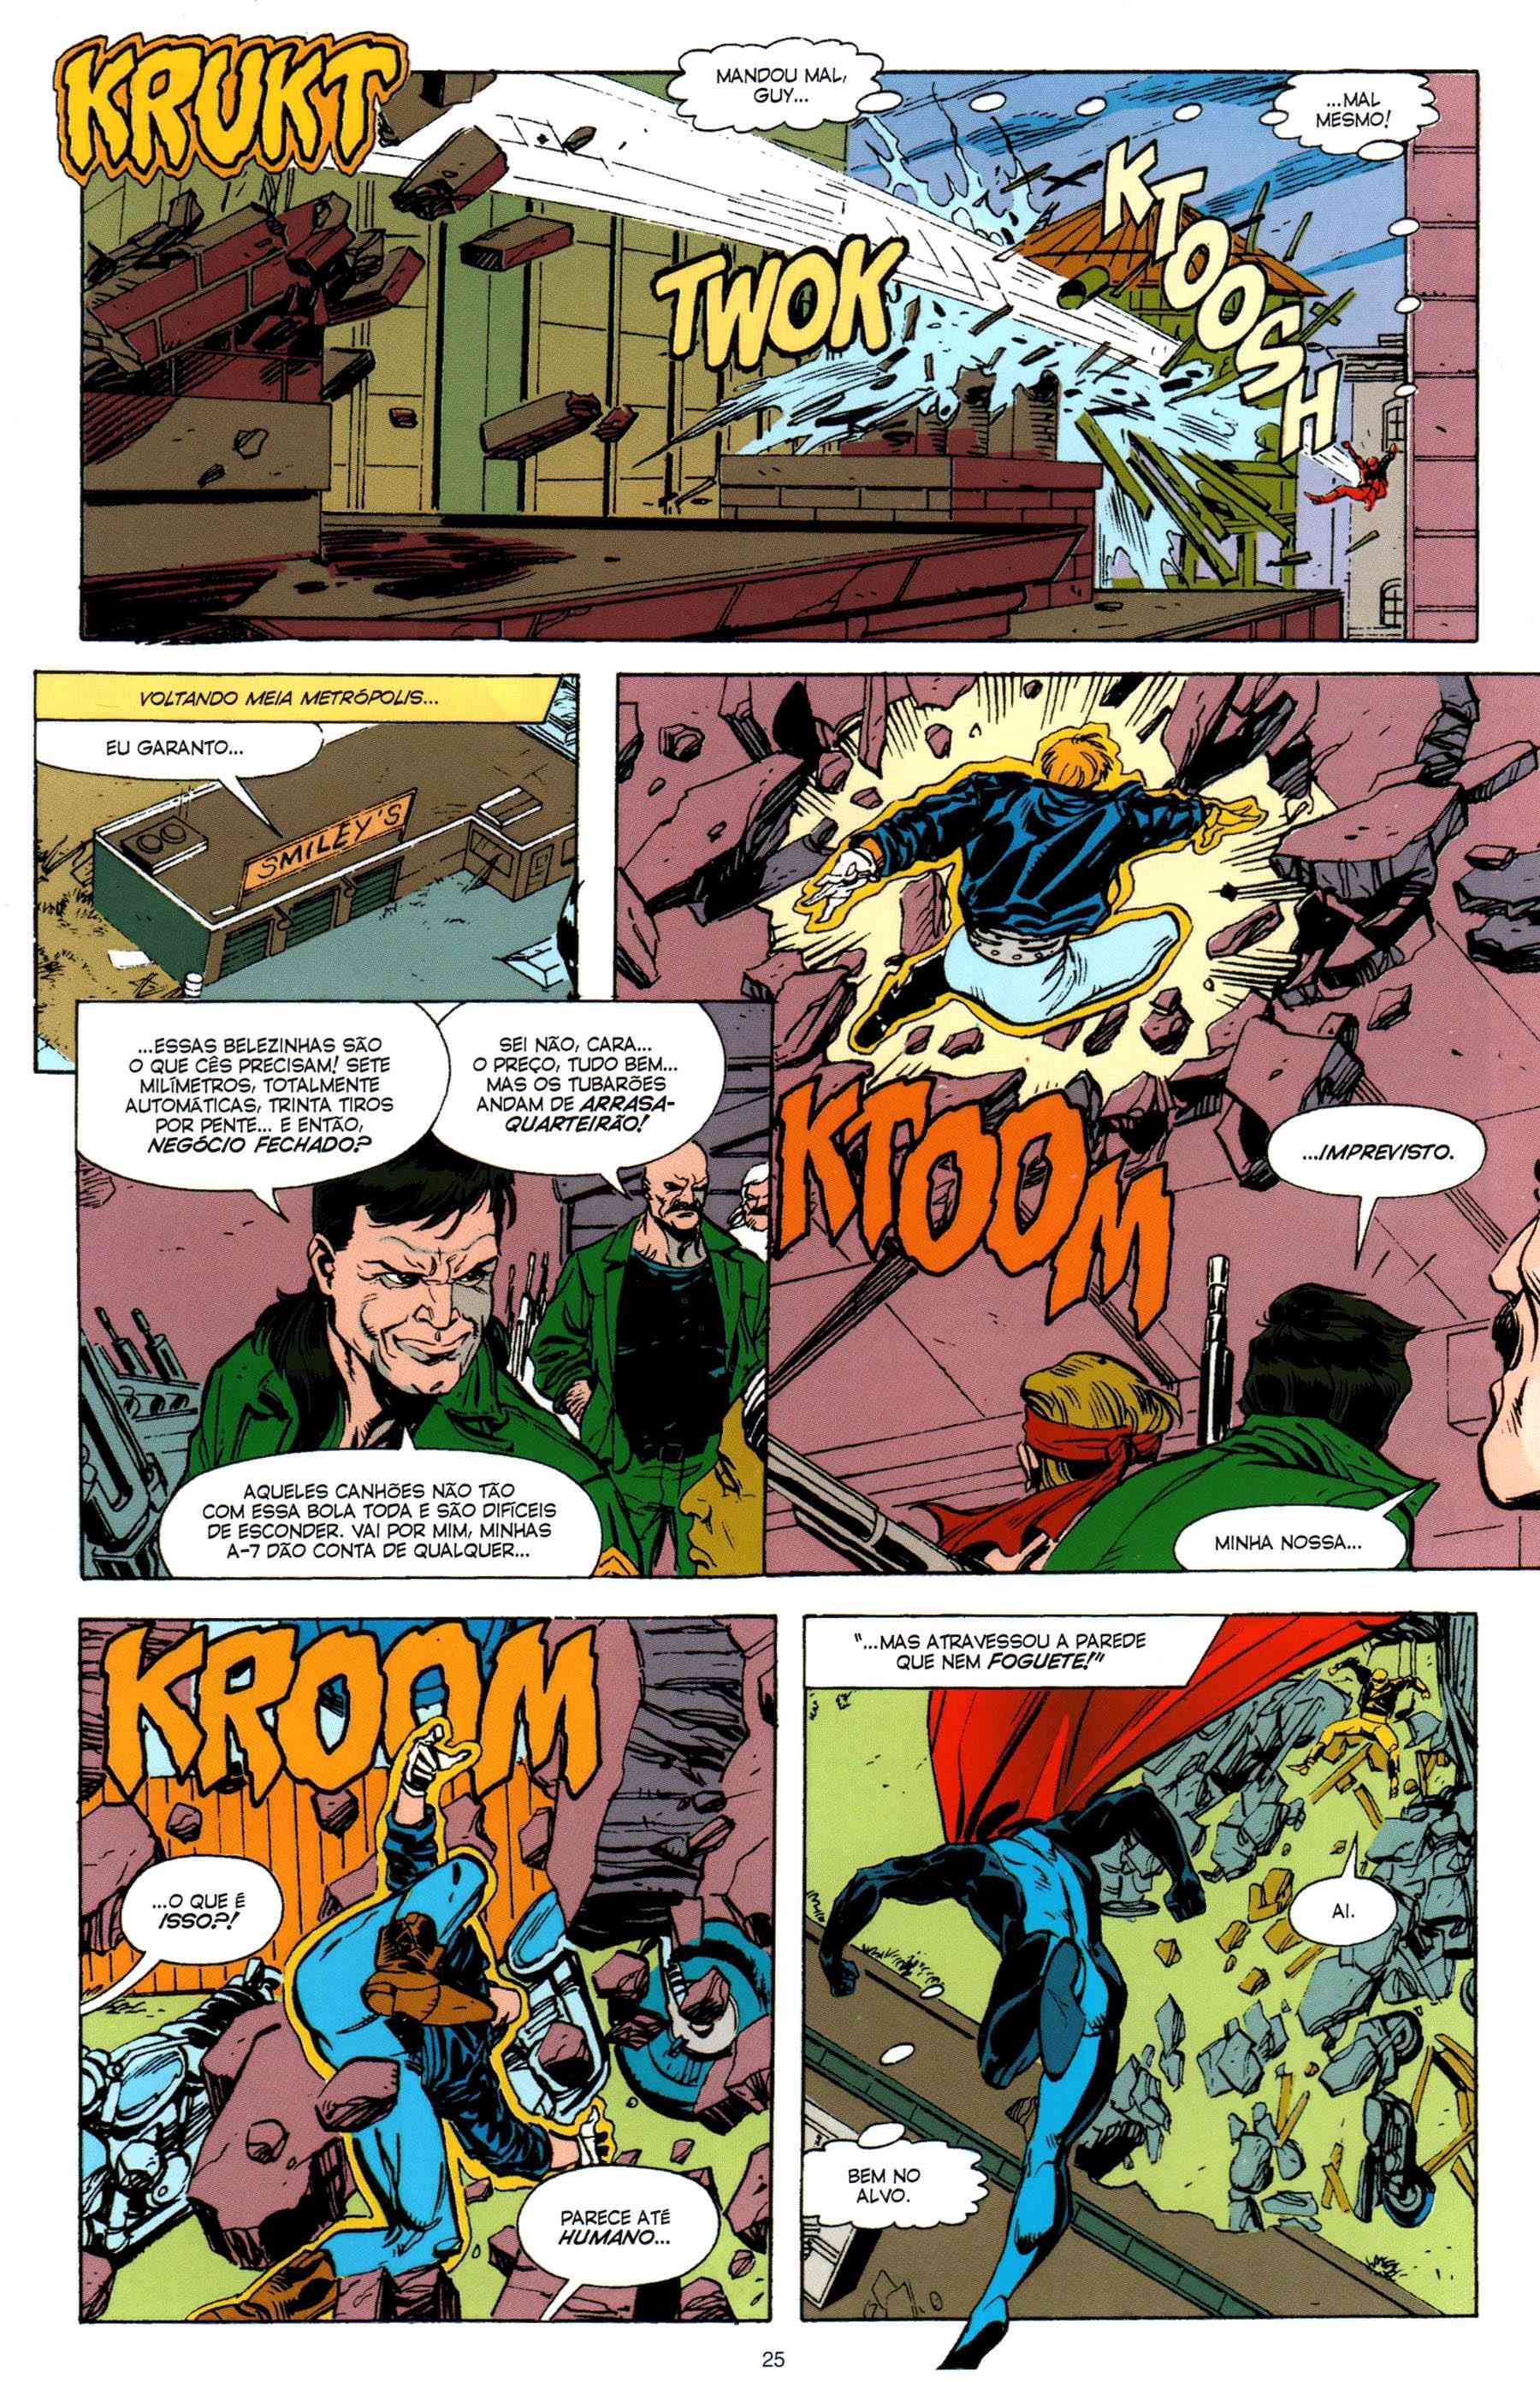 KRUKT
MANDOU MAL,
GUY...
...MAL
MESMO!
TWOK
KTOOSH
VOLTANDO MEIA METRÓPOLIS...
EU GARANTO...
SMILEY'S
...ESSAS BELEZINHAS SÃO
O QUE CÊS PRECISAM! SETE
MILÍMETROS, TOTALMENTE
AUTOMÁTICAS, TRINTA TIROS
POR PENTE... E ENTÃO,
NEGÓCIO FECHADO?
SEI NÃO, CARA...
O PREÇO, TUDO BEM...
MAS OS TUBARÕES
ANDAM DE ARRASA-
QUARTEIRÃO!
AQUELES CANHÕES NÃO TÃO
COM ESSA BOLA TODA E SÃO DIFÍCEIS
DE ESCONDER. VAI POR MIM, MINHAS
A-7 DÃO CONTA DE QUALQUER...
KTOOM
...IMPREVISTO.
MINHA NOSSA...
KROOM
...O QUE É
ISSO?!
PARECE ATÉ
HUMANO...
"...MAS ATRAVESSOU A PAREDE
QUE NEM FOGUETE!"
AI.
BEM NO
ALVO.
25